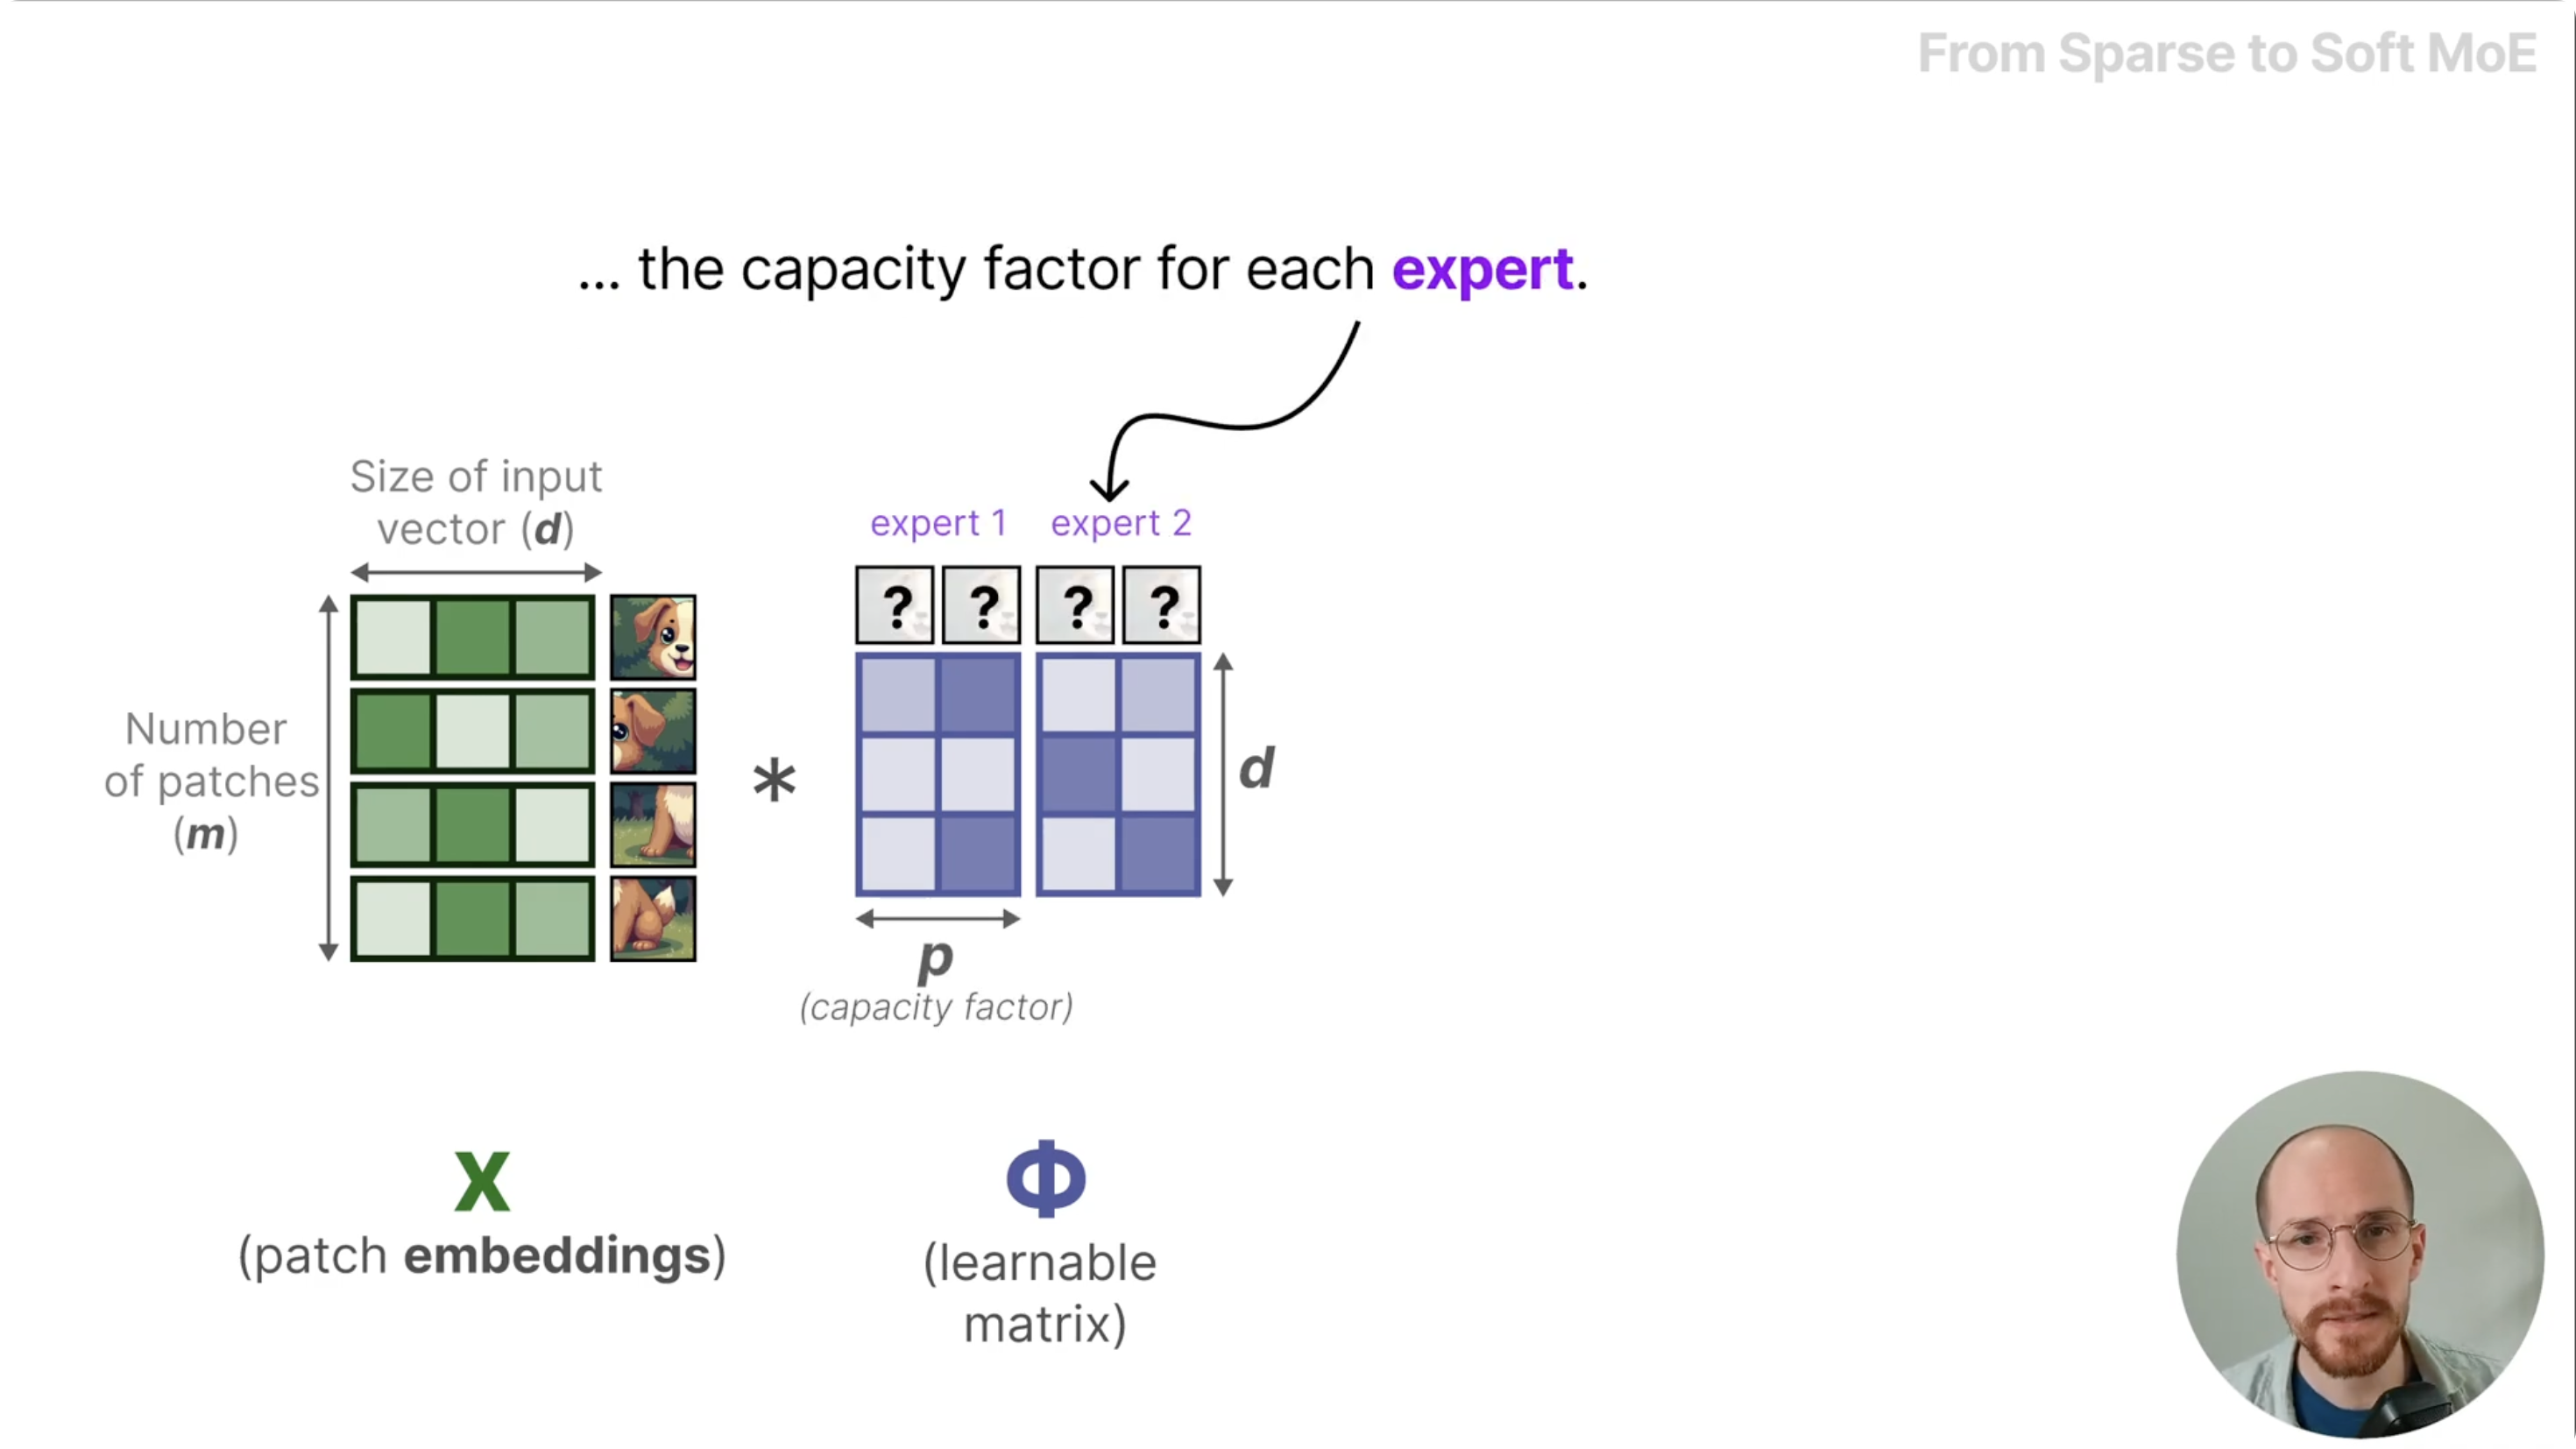 From Sparse to Soft MoE
... the capacity factor for each expert.
Size of input
vector (d)
expert 1
expert 2
? ? ? ?
Number
of patches
(m)
*
d
p
(capacity factor)
X
(patch embeddings)
Φ
(learnable
matrix)